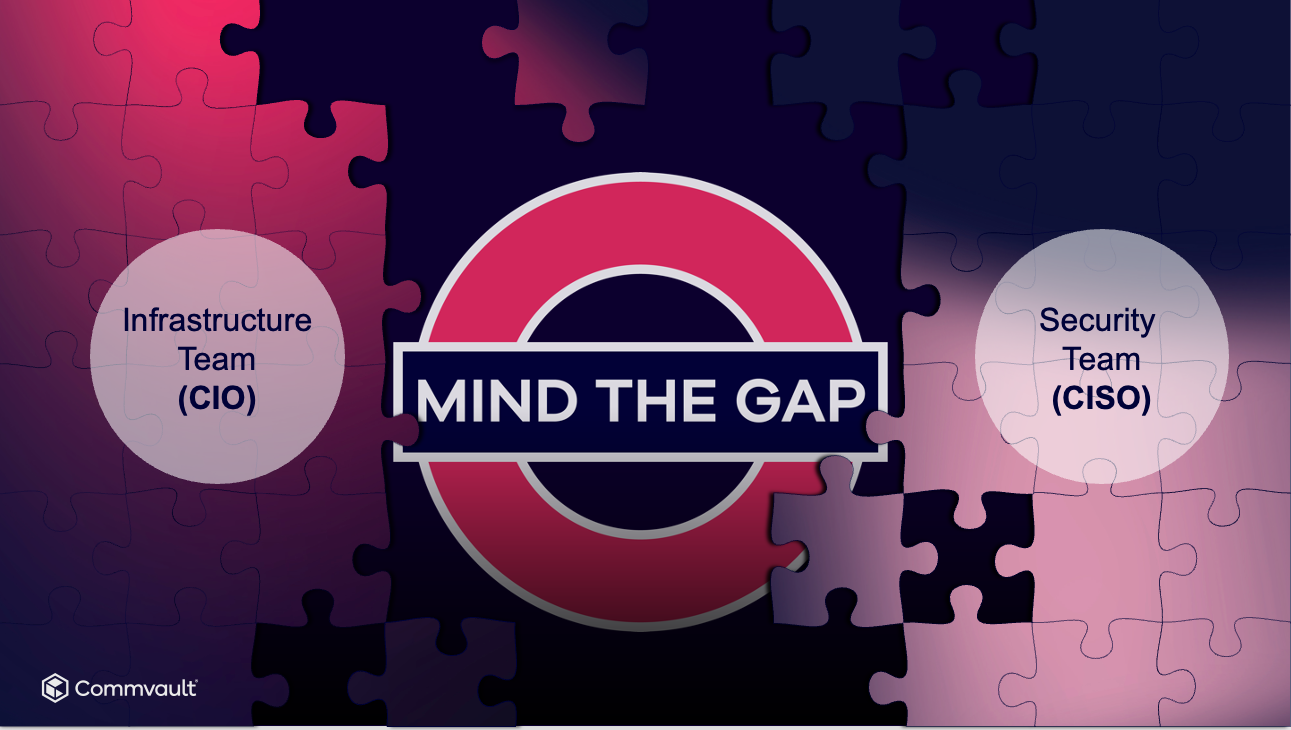 Infrastructure
Team
(CIO)
MIND THE GAP
Security
Team
(CISO)
Commvault®